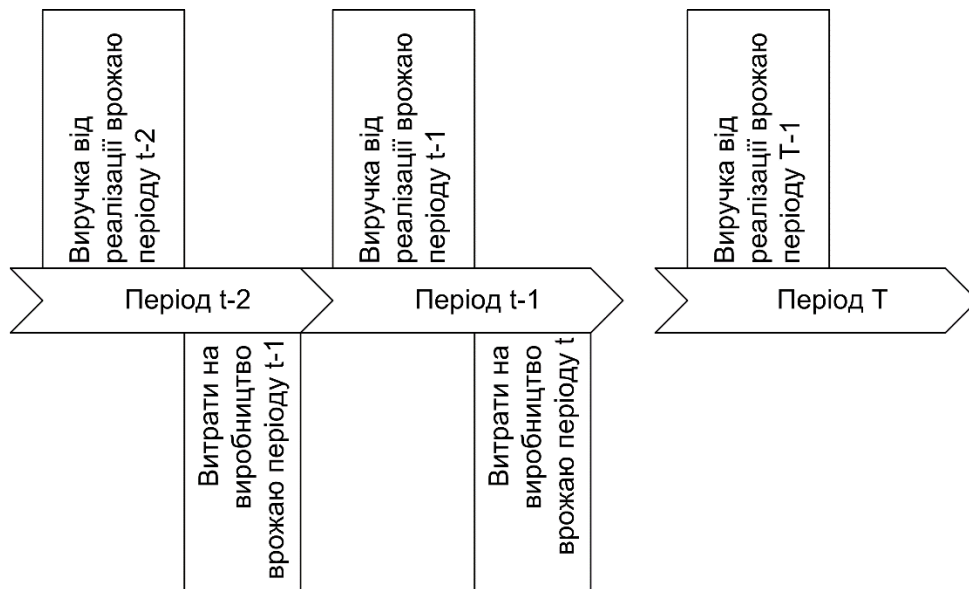 Виручка від
реалізації врожаю
періоду t-2
Виручка від
реалізації врожаю
періоду t-1
Виручка від
реалізації врожаю
періоду T-1
Період t-2
Період t-1
Період T
Витрати на
виробництво
врожаю періоду t-1
Витрати на
виробництво
врожаю періоду t